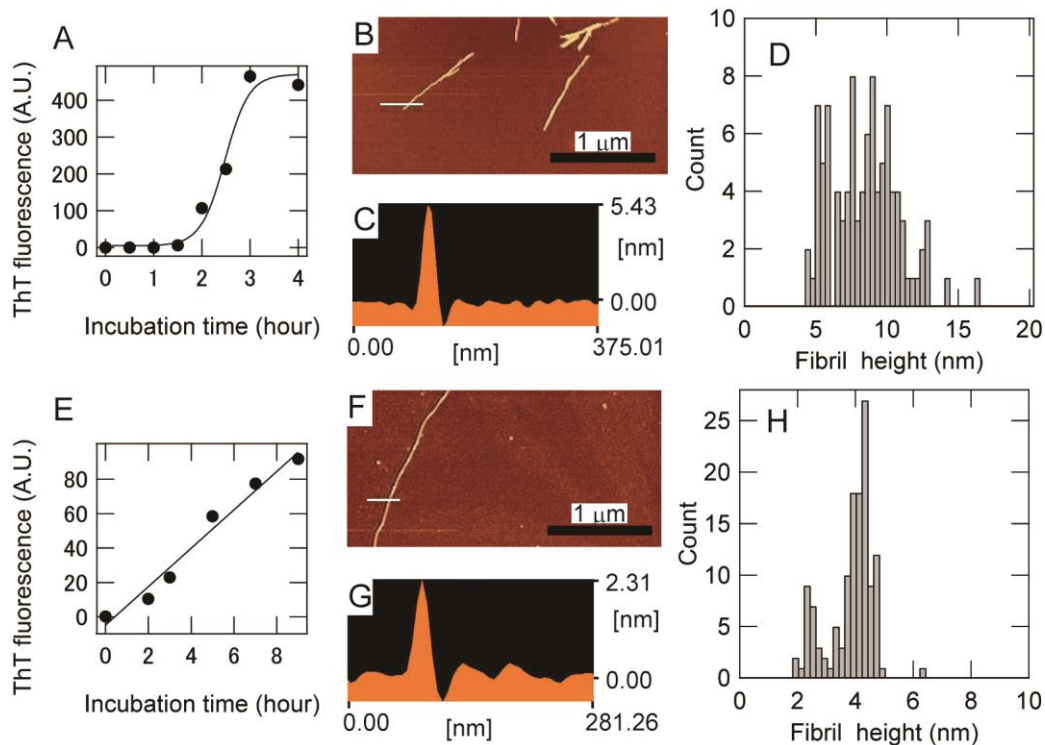 A
ThT fluorescence (A.U.)
400
300
200
100
0
0 1 2 3 4
Incubation time (hour)
B
1 μm
C
5.43
[nm]
0.00
0.00 [nm] 375.01
D
Count
10
8
6
4
2
0
5 10 15 20
Fibril height (nm)
E
ThT fluorescence (A.U.)
80
60
40
20
0
0 2 4 6 8
Incubation time (hour)
F
1 μm
G
2.31
[nm]
0.00
0.00 [nm] 281.26
H
Count
25
20
15
10
5
0
0 2 4 6 8 10
Fibril height (nm)